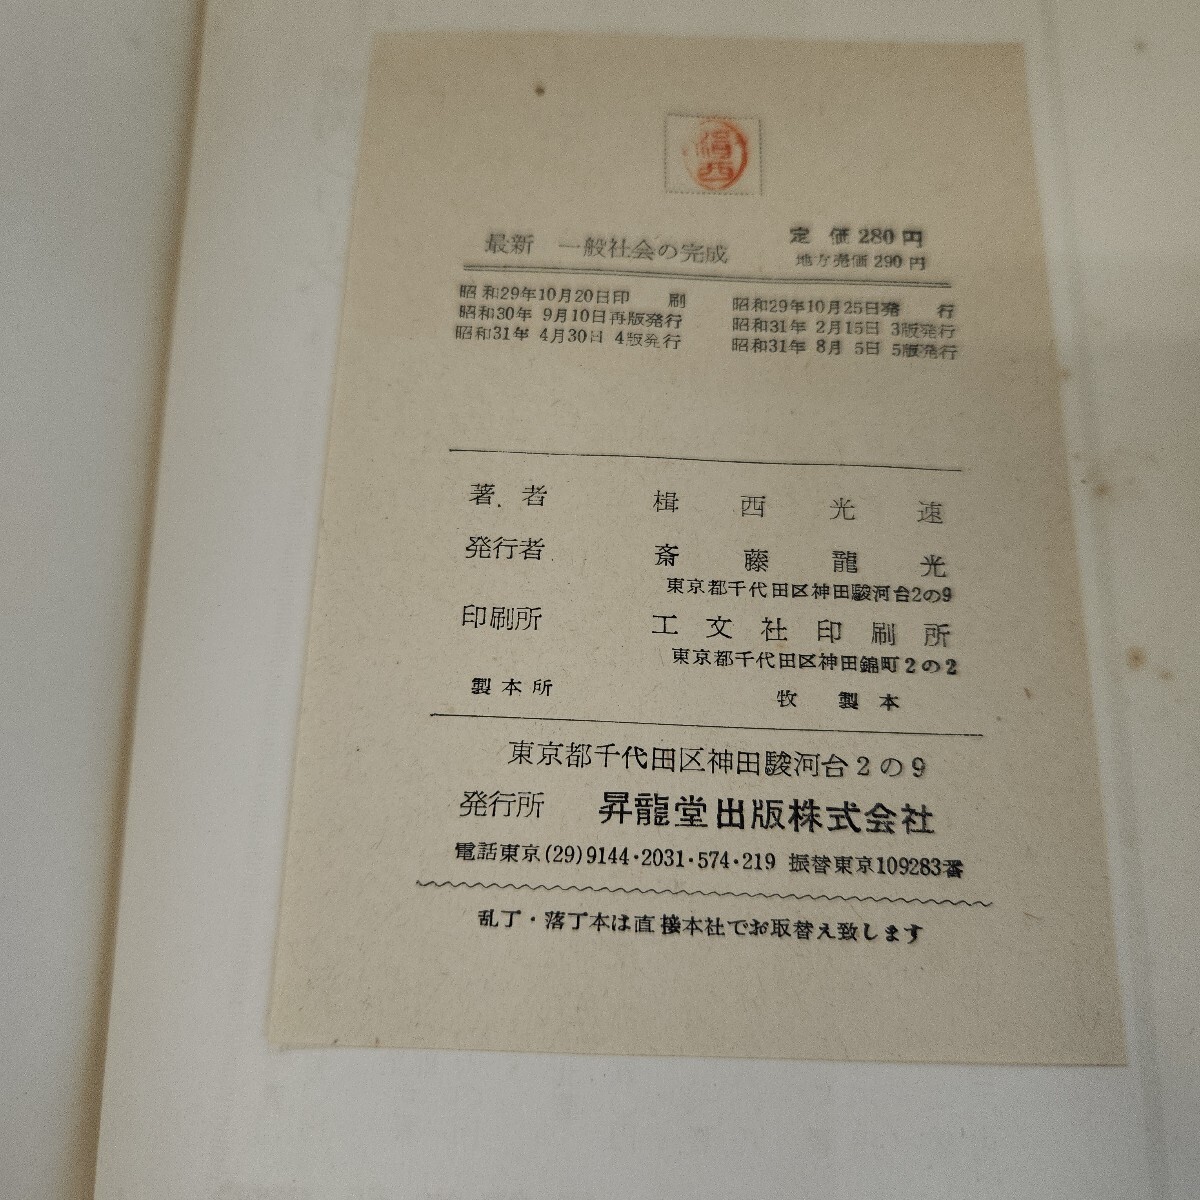 楫西
最新　一般社会の完成
定　価 280円
地方売価 290円
昭和29年10月20日印　刷
昭和29年10月25日発　行
昭和30年 9月10日再版発行
昭和31年 2月15日 3版発行
昭和31年 4月30日 4版発行
昭和31年 8月 5日 5版発行
著　者　楫　西　光　速
発行者　斎　藤　龍　光
東京都千代田区神田駿河台2の9
印刷所　工文社印刷所
東京都千代田区神田錦町2の2
製本所　牧　製　本
東京都千代田区神田駿河台2の9
発行所　昇龍堂出版株式会社
電話東京(29)9144・2031・574・219 振替東京109283番
乱丁・落丁本は直接本社でお取替え致します